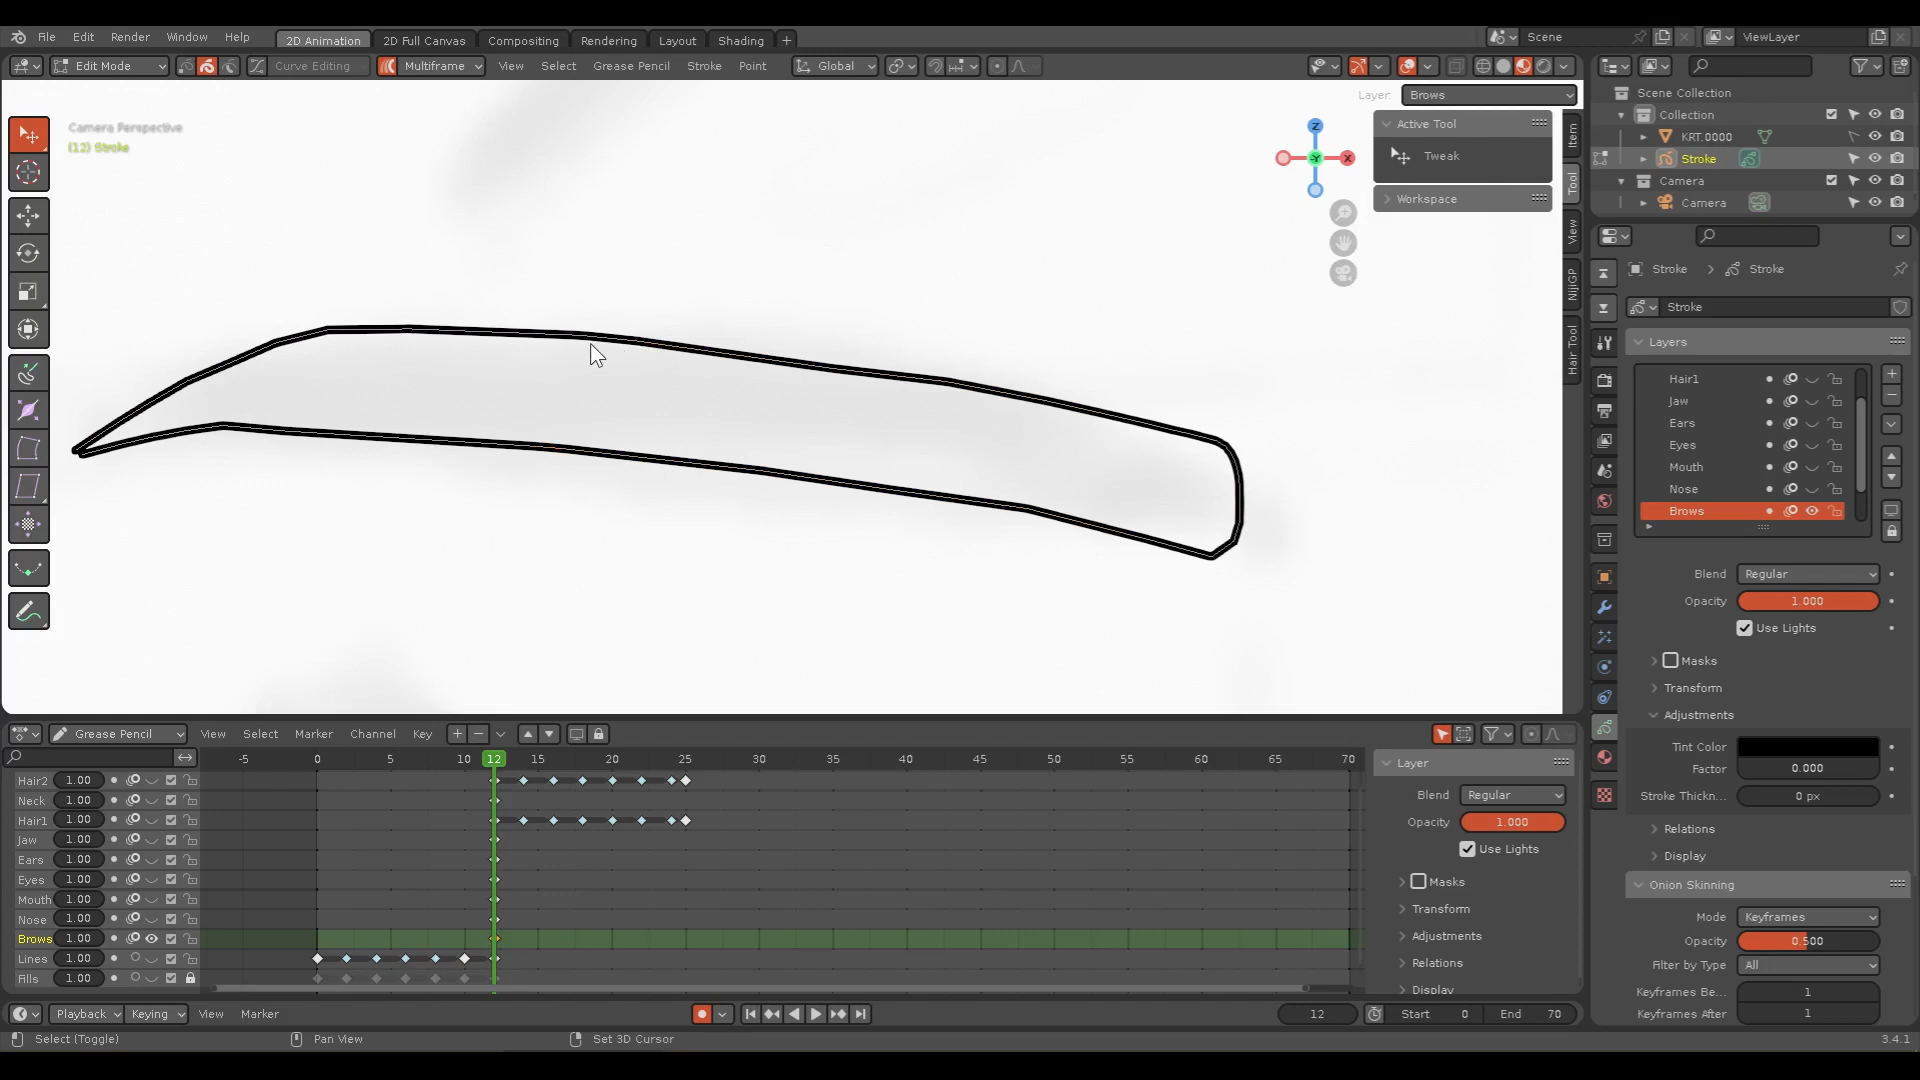 File Edit Render Window Help 2D Animation 2D Full Canvas Compositing Rendering Layout Shading + Scene ViewLayer
Edit Mode Curve Editing Multiframe View Select Grease Pencil Stroke Point Global
Layer: Brows
Camera Perspective
(12) Stroke
Z
Y
X
Active Tool
Tweak
Workspace
Item
Tool
View
NijiGP
Hair Tool
Scene Collection
Collection
KRT.0000
Stroke
Camera
Camera
Stroke > Stroke
Stroke
Layers
Hair1
Jaw
Ears
Eyes
Mouth
Nose
Brows
Blend Regular
Opacity 1.000
Use Lights
Masks
Transform
Adjustments
Tint Color
Factor 0.000
Stroke Thickn... 0 px
Relations
Display
Onion Skinning
Mode Keyframes
Opacity 0.500
Filter by Type All
Keyframes Be... 1
Keyframes After 1
Grease Pencil View Select Marker Channel Key
-5 0 5 10 12 15 20 25 30 35 40 45 50 55 60 65 70
Hair2 1.00
Neck 1.00
Hair1 1.00
Jaw 1.00
Ears 1.00
Eyes 1.00
Mouth 1.00
Nose 1.00
Brows 1.00
Lines 1.00
Fills 1.00
Layer
Blend Regular
Opacity 1.000
Use Lights
Masks
Transform
Adjustments
Relations
Display
Playback Keying View Marker 12 Start 0 End 70
Select (Toggle) Pan View Set 3D Cursor 3.4.1